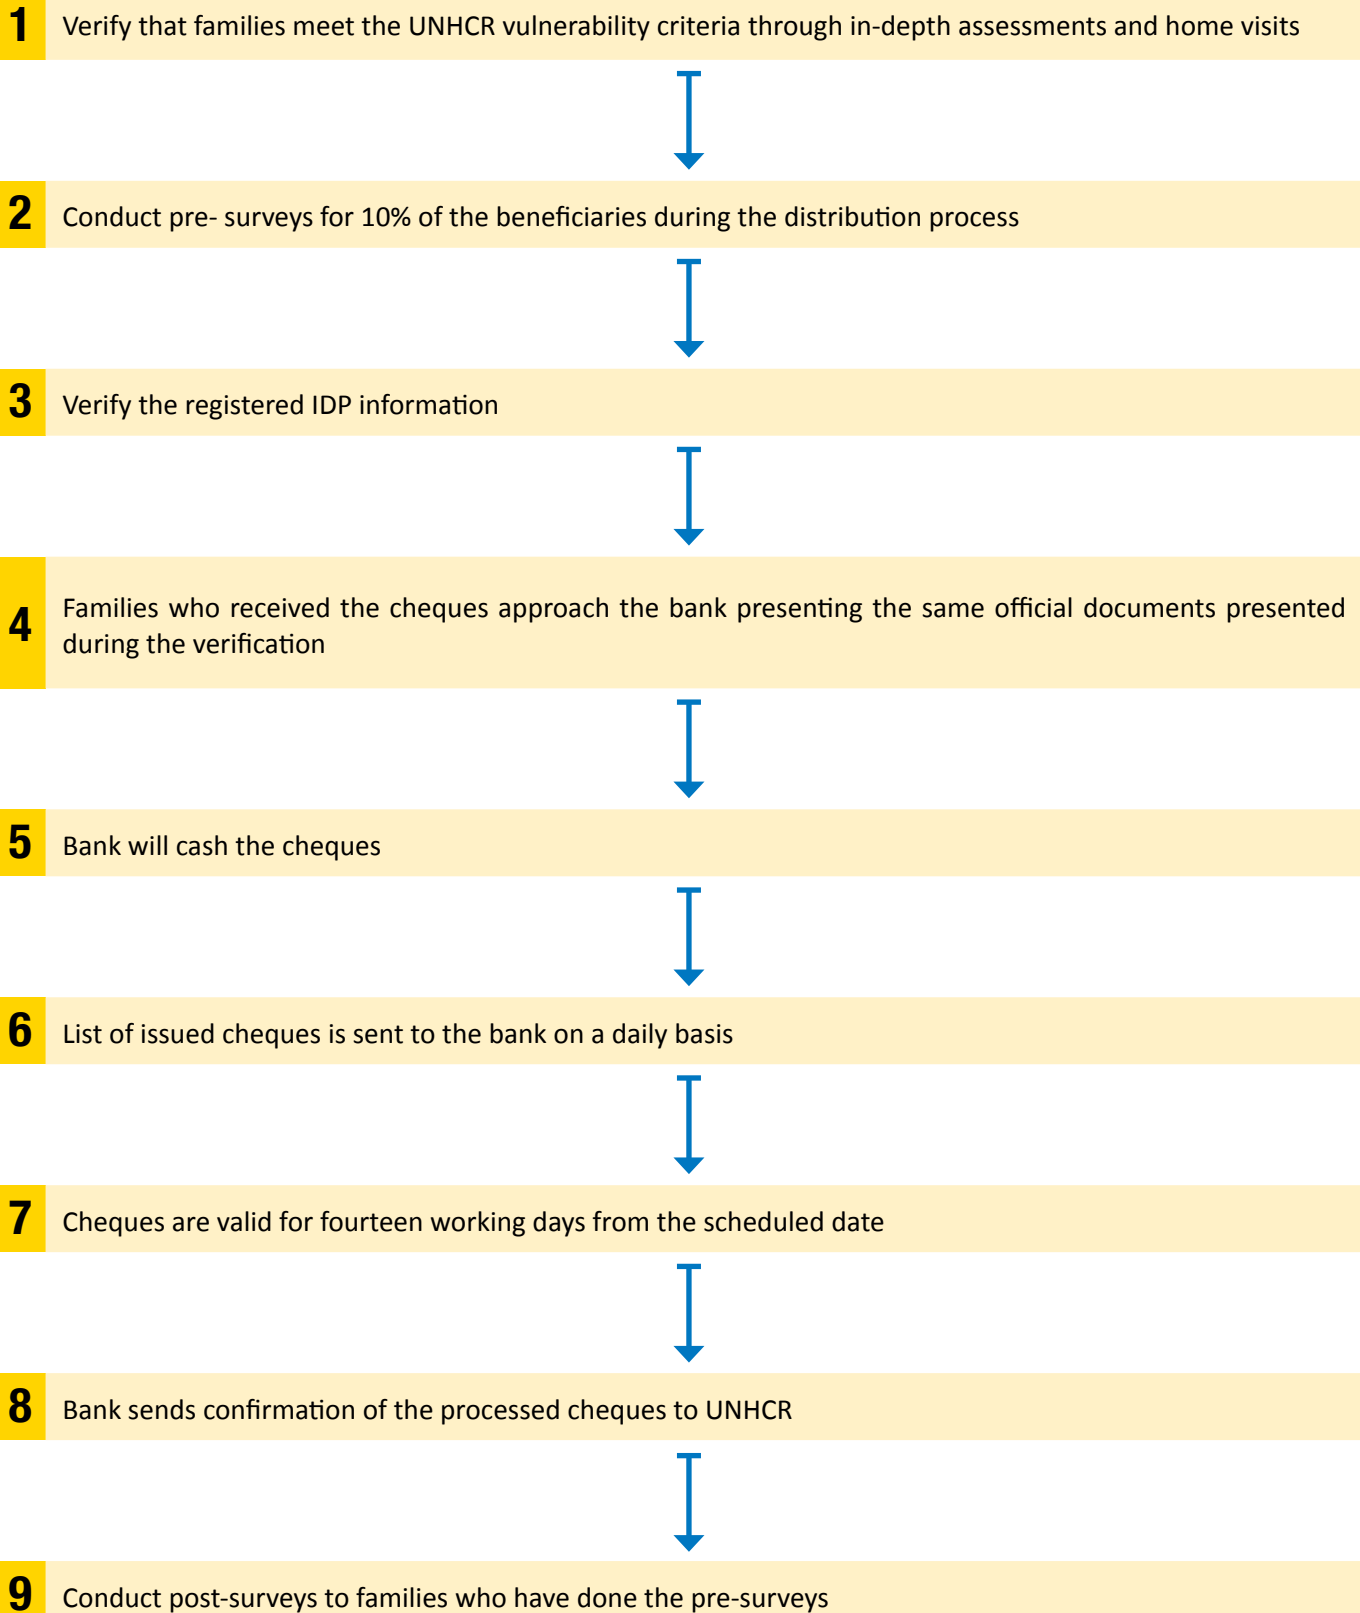 1 Verify that families meet the UNHCR vulnerability criteria through in-depth assessments and home visits
2 Conduct pre- surveys for 10% of the beneficiaries during the distribution process
3 Verify the registered IDP information
4 Families who received the cheques approach the bank presenting the same official documents presented
during the verification
5 Bank will cash the cheques
6 List of issued cheques is sent to the bank on a daily basis
7 Cheques are valid for fourteen working days from the scheduled date
8 Bank sends confirmation of the processed cheques to UNHCR
9 Conduct post-surveys to families who have done the pre-surveys